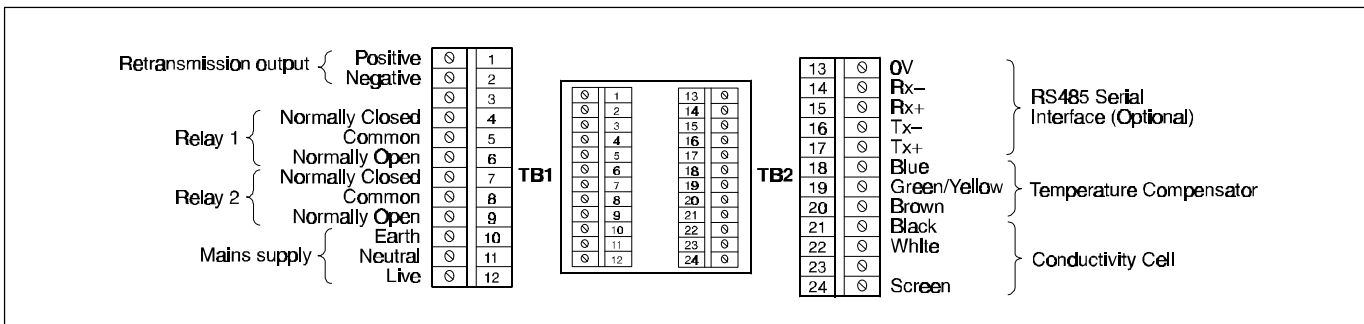 Retransmission output
Positive 1
Negative 2
3
Relay 1
Normally Closed 4
Common 5
Normally Open 6
Relay 2
Normally Closed 7
Common 8
Normally Open 9
Mains supply
Earth 10
Neutral 11
Live 12
TB1
1 13
2 14
3 15
4 16
5 17
6 18
7 19
8 20
9 21
10 22
11 23
12 24
TB2
13 0V
14 Rx–
15 Rx+
16 Tx–
17 Tx+
RS485 Serial
Interface (Optional)
18 Blue
19 Green/Yellow
20 Brown
Temperature Compensator
21 Black
22 White
23
24 Screen
Conductivity Cell